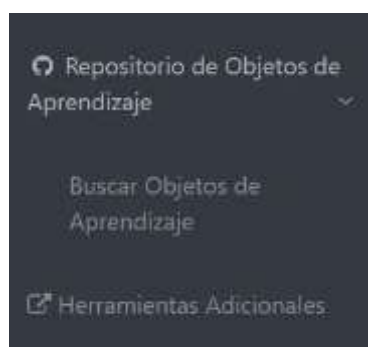 Repositorio de Objetos de
Aprendizaje
Buscar Objetos de
Aprendizaje
Herramientas Adicionales